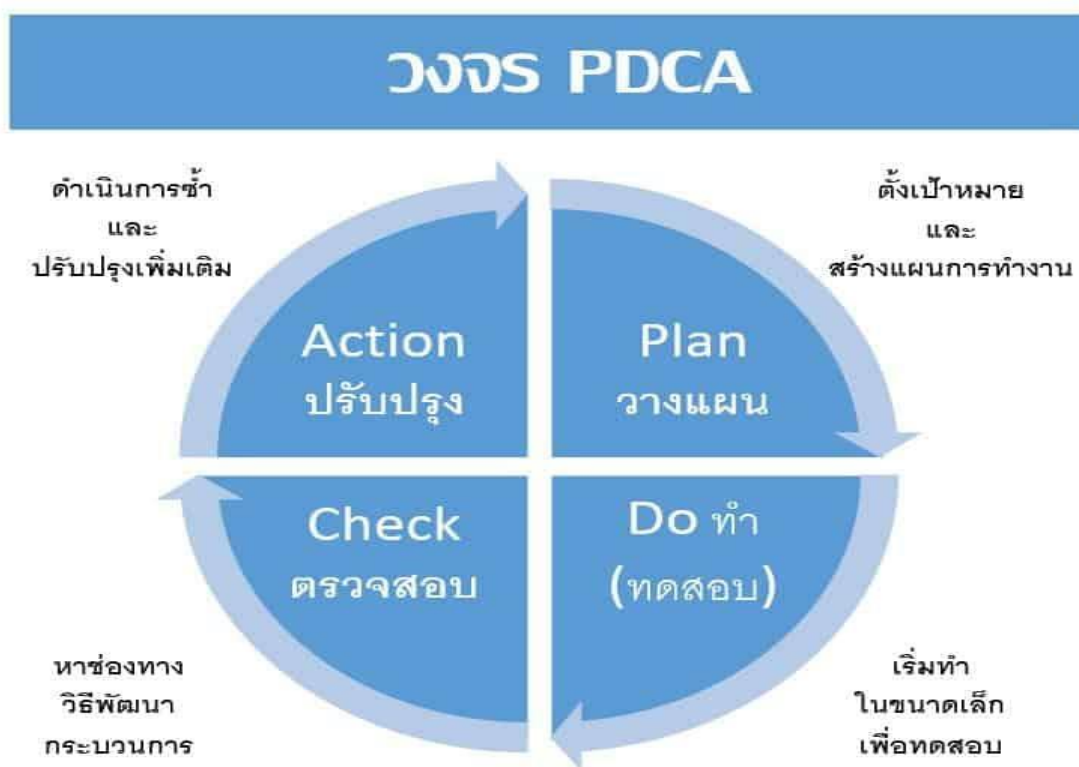 วงจร PDCA
ดำเนินการซ้ำ
และ
ปรับปรุงเพิ่มเติม
ตั้งเป้าหมาย
และ
สร้างแผนการทำงาน
Action
ปรับปรุง
Plan
วางแผน
Check
ตรวจสอบ
Do ทำ
(ทดสอบ)
หาช่องทาง
วิธีพัฒนา
กระบวนการ
เริ่มทำ
ในขนาดเล็ก
เพื่อทดสอบ